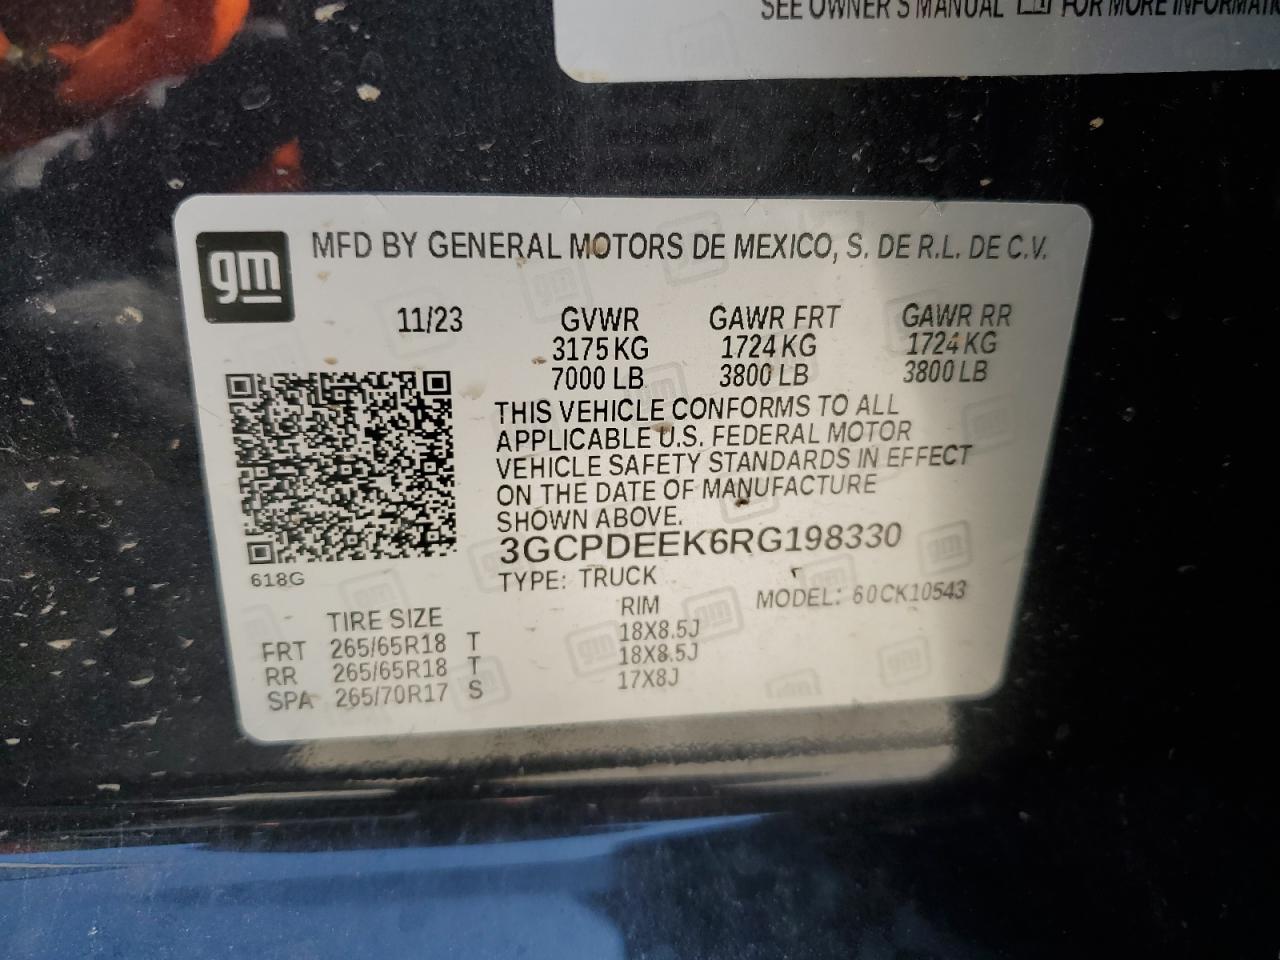 SEE OWNER'S MANUAL FOR MORE INFORMATION
gm
MFD BY GENERAL MOTORS DE MEXICO, S. DE R.L. DE C.V.
11/23 GVWR GAWR FRT GAWR RR
3175 KG 1724 KG 1724 KG
7000 LB 3800 LB 3800 LB
THIS VEHICLE CONFORMS TO ALL
APPLICABLE U.S. FEDERAL MOTOR
VEHICLE SAFETY STANDARDS IN EFFECT
ON THE DATE OF MANUFACTURE
SHOWN ABOVE.
3GCPDEEK6RG198330
618G
TYPE: TRUCK MODEL: 60CK10543
TIRE SIZE RIM
FRT 265/65R18 T 18X8.5J
RR 265/65R18 T 18X8.5J
SPA 265/70R17 S 17X8J